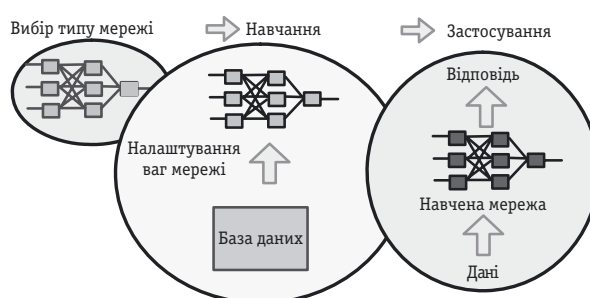 Вибір типу мережі
Навчання
Застосування
Налаштування
ваг мережі
База даних
Відповідь
Навчена мережа
Дані